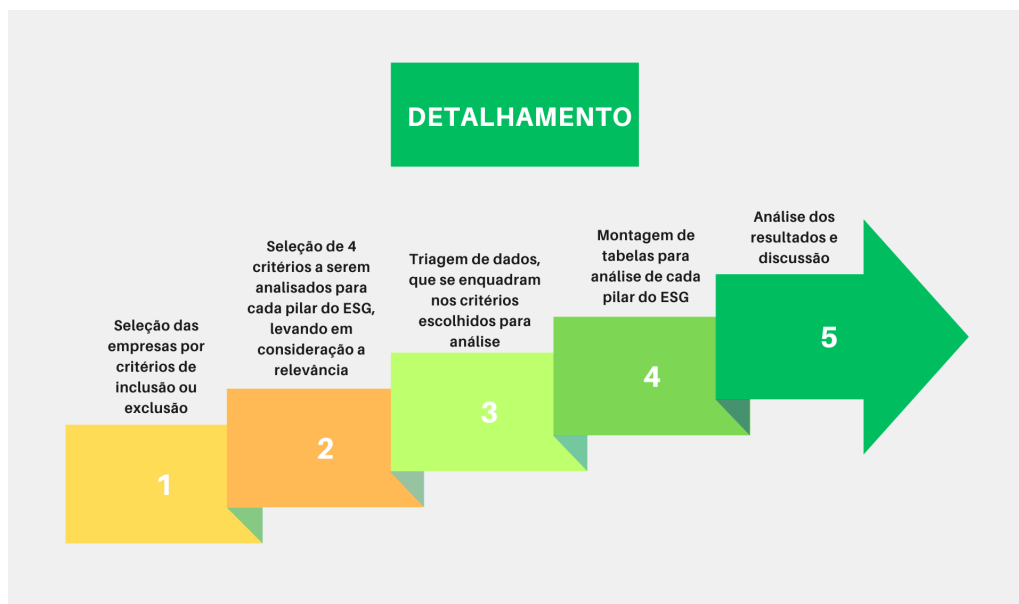 DETALHAMENTO
Seleção das
empresas por
critérios de
inclusão ou
exclusão
1
Seleção de 4
critérios a serem
analisados para
cada pilar do ESG,
levando em
consideração a
relevância
2
Triagem de dados,
que se enquadram
nos critérios
escolhidos para
análise
3
Montagem de
tabelas para
análise de cada
pilar do ESG
4
Análise dos
resultados e
discussão
5